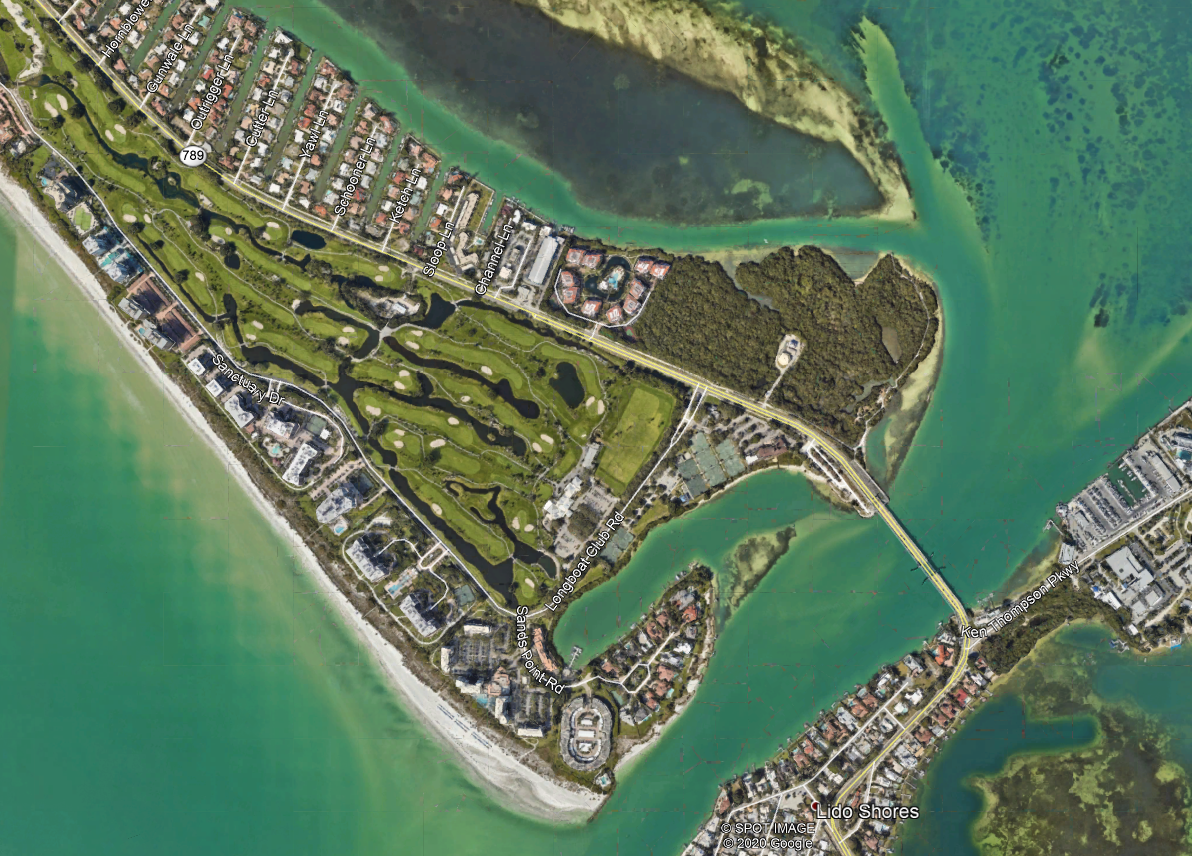 Hornblower
Gunwale Ln
Outrigger Ln
Cutter Ln
Yawl Ln
789
Schooner Ln
Ketch Ln
Sloop Ln
Channel Ln
Sanctuary Dr
Longboat Club Rd
Sands Point Rd
Ken Thompson Pkwy
Lido Shores
© SPOT IMAGE
© 2020 Google